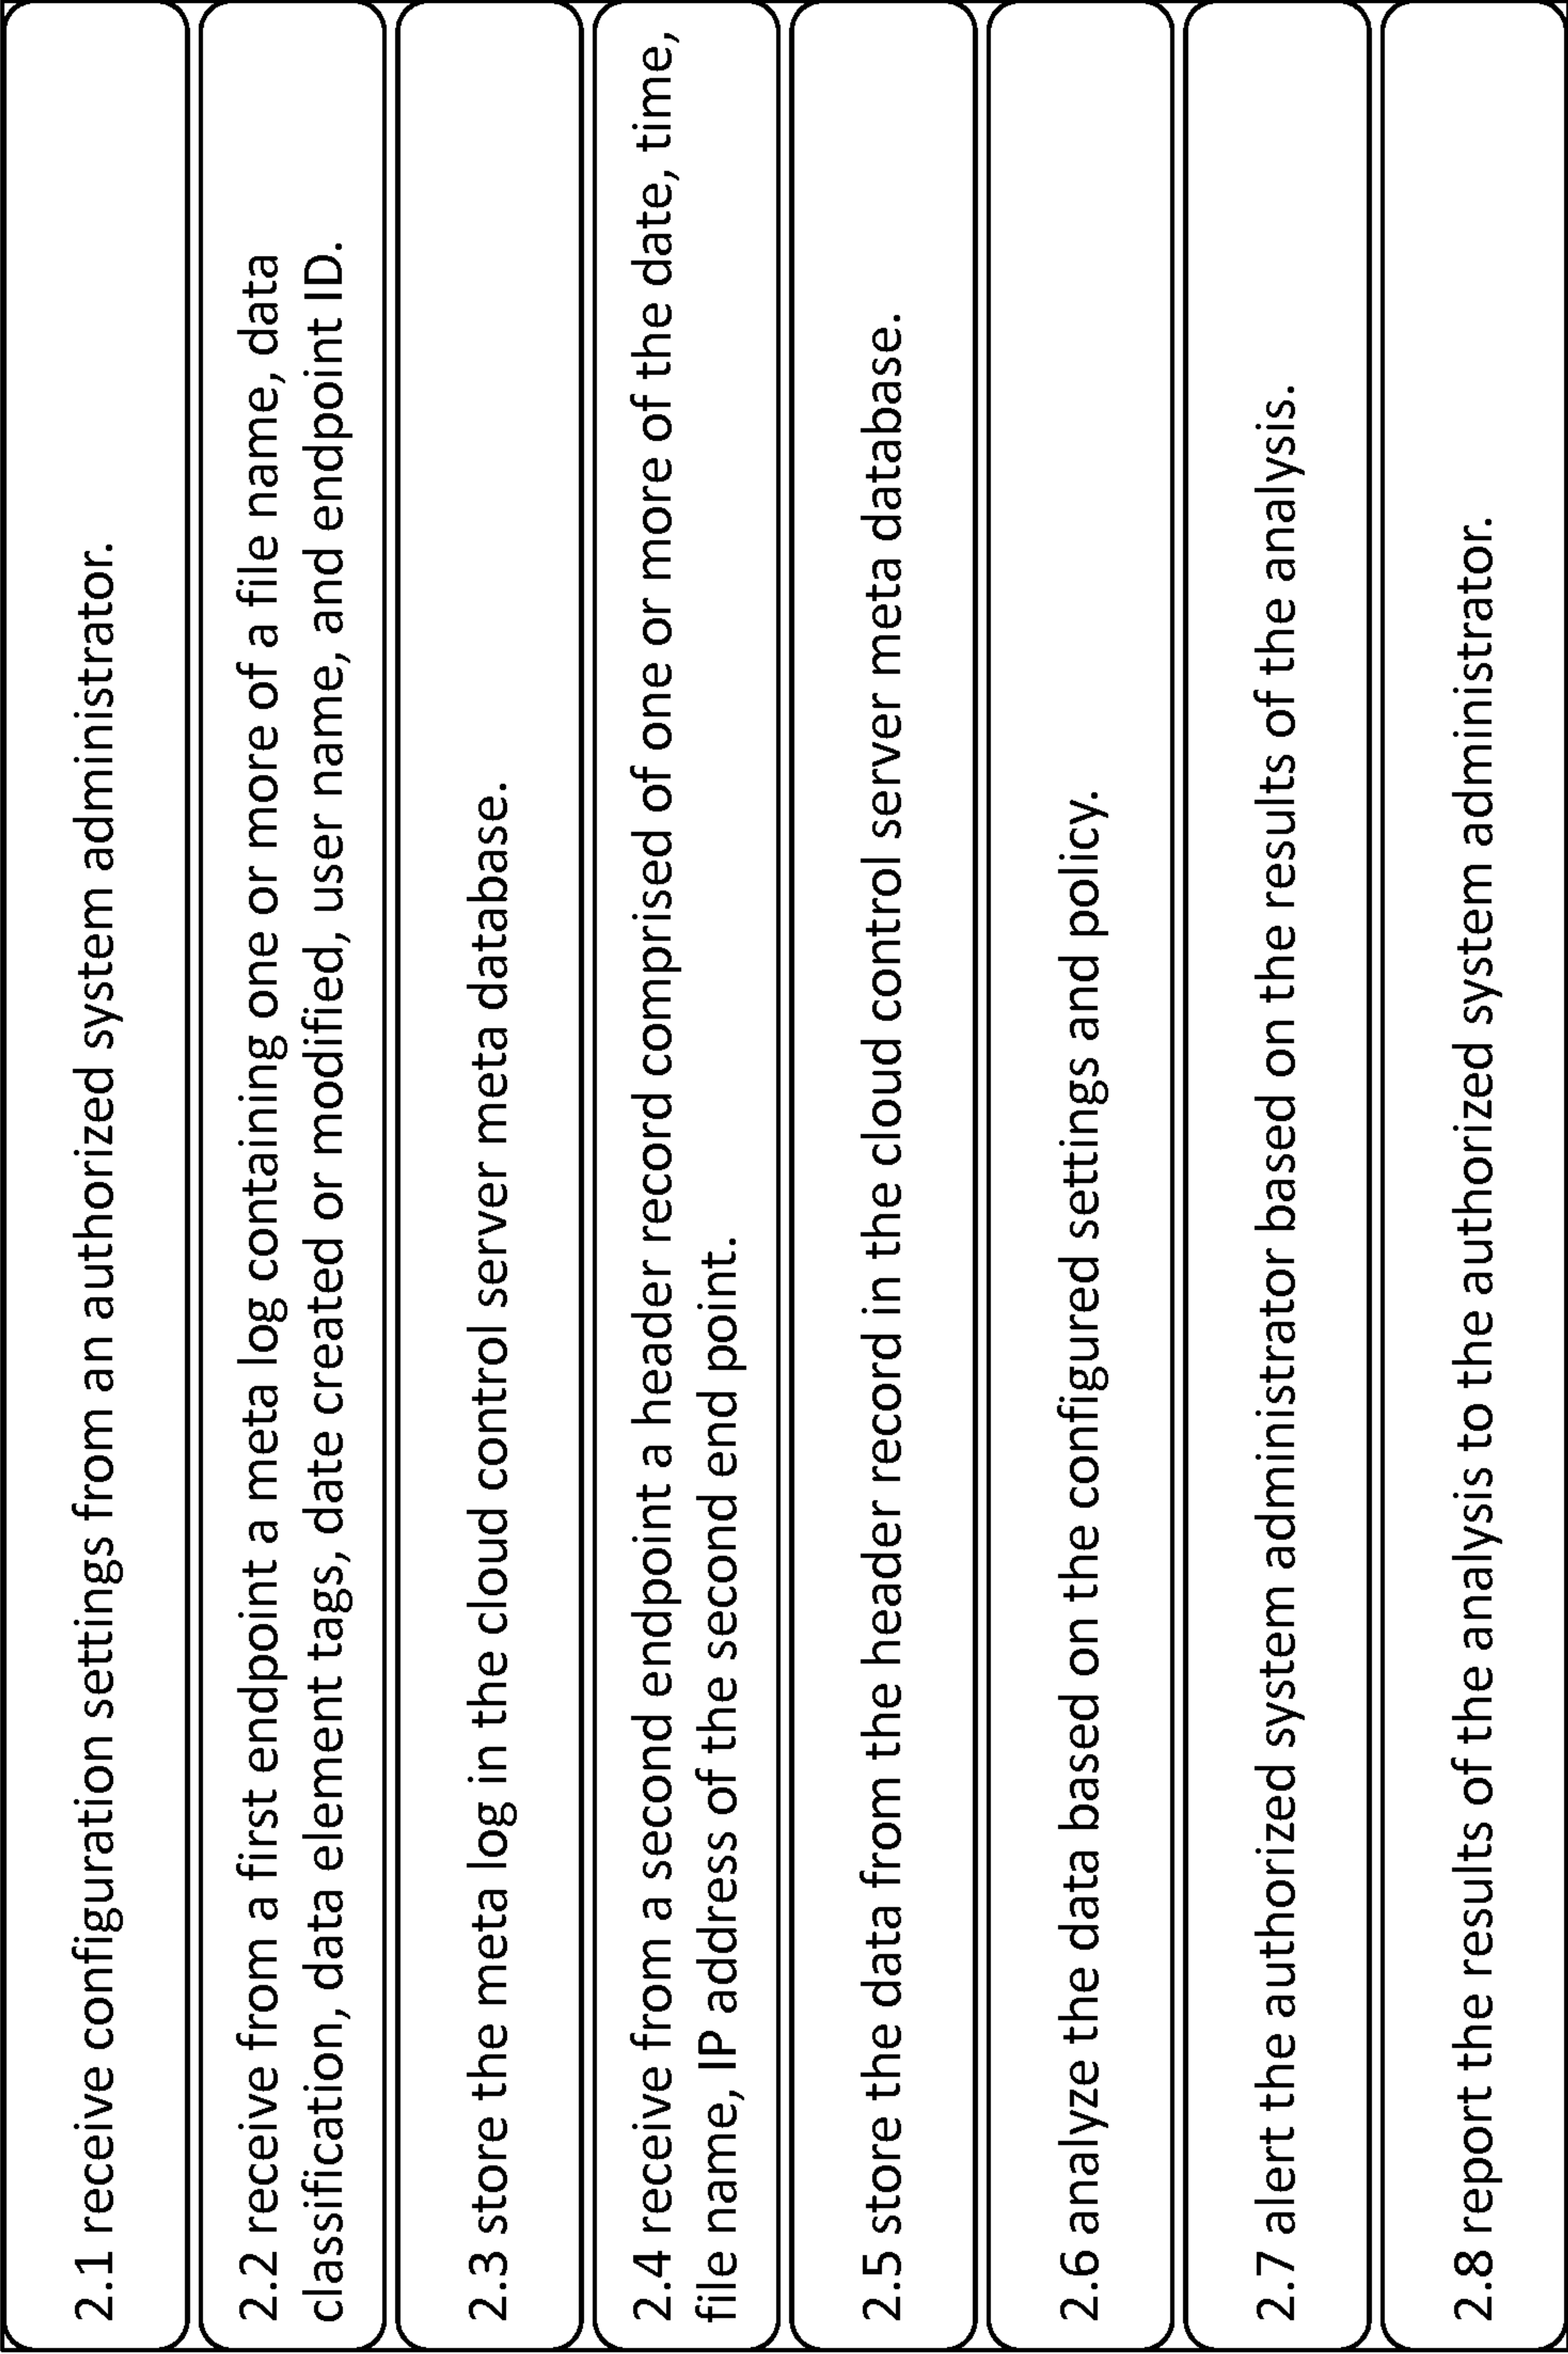 2.1 receive configuration settings from an authorized system administrator.
2.2 receive from a first endpoint a meta log containing one or more of a file name, data
classification, data element tags, date created or modified, user name, and endpoint ID.
2.3 store the meta log in the cloud control server meta database.
2.4 receive from a second endpoint a header record comprised of one or more of the date, time,
file name, IP address of the second end point.
2.5 store the data from the header record in the cloud control server meta database.
2.6 analyze the data based on the configured settings and policy.
2.7 alert the authorized system administrator based on the results of the analysis.
2.8 report the results of the analysis to the authorized system administrator.